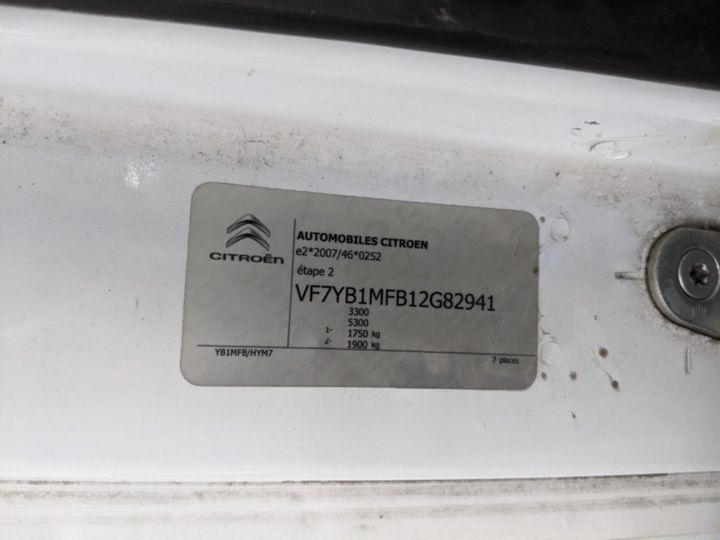 CITROËN
AUTOMOBILES CITROEN
e2*2007/46*0252
étape 2
VF7YB1MFB12G82941
3300
5300
1- 1750 kg
2- 1900 kg
YB1MFB/HYM7
7 places